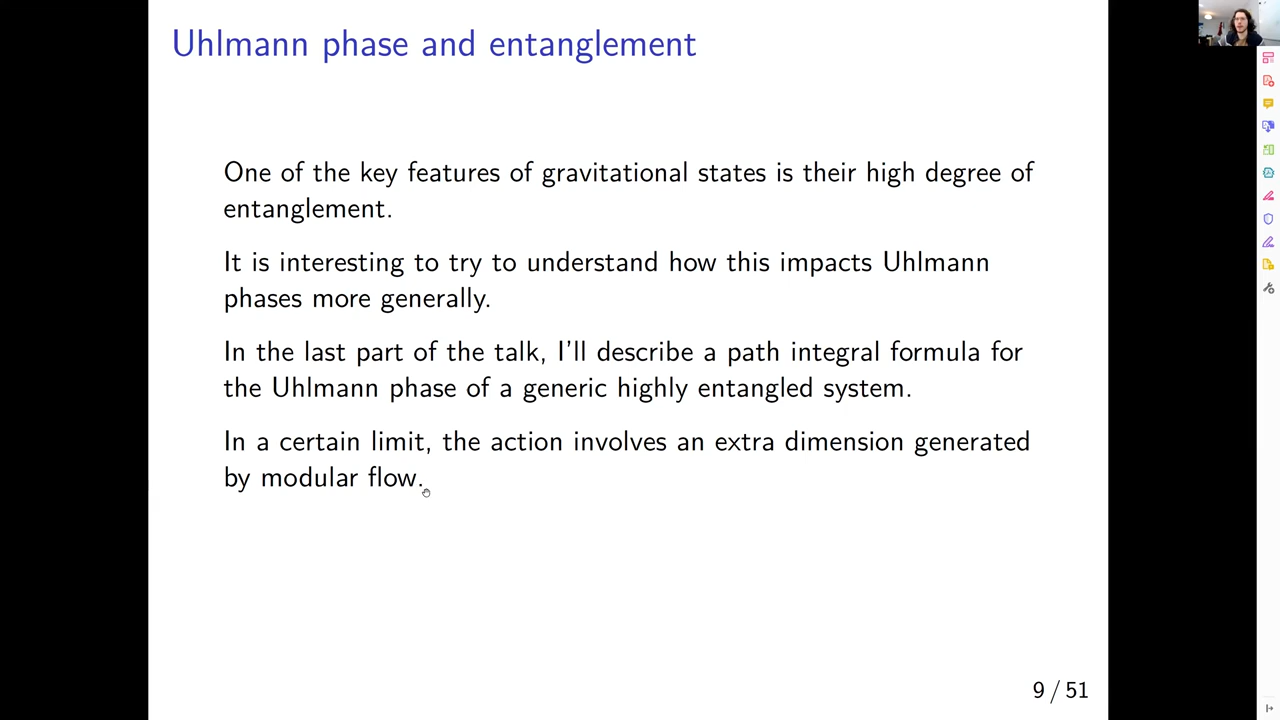 Uhlmann phase and entanglement
One of the key features of gravitational states is their high degree of
entanglement.
It is interesting to try to understand how this impacts Uhlmann
phases more generally.
In the last part of the talk, I'll describe a path integral formula for
the Uhlmann phase of a generic highly entangled system.
In a certain limit, the action involves an extra dimension generated
by modular flow.
9 / 51